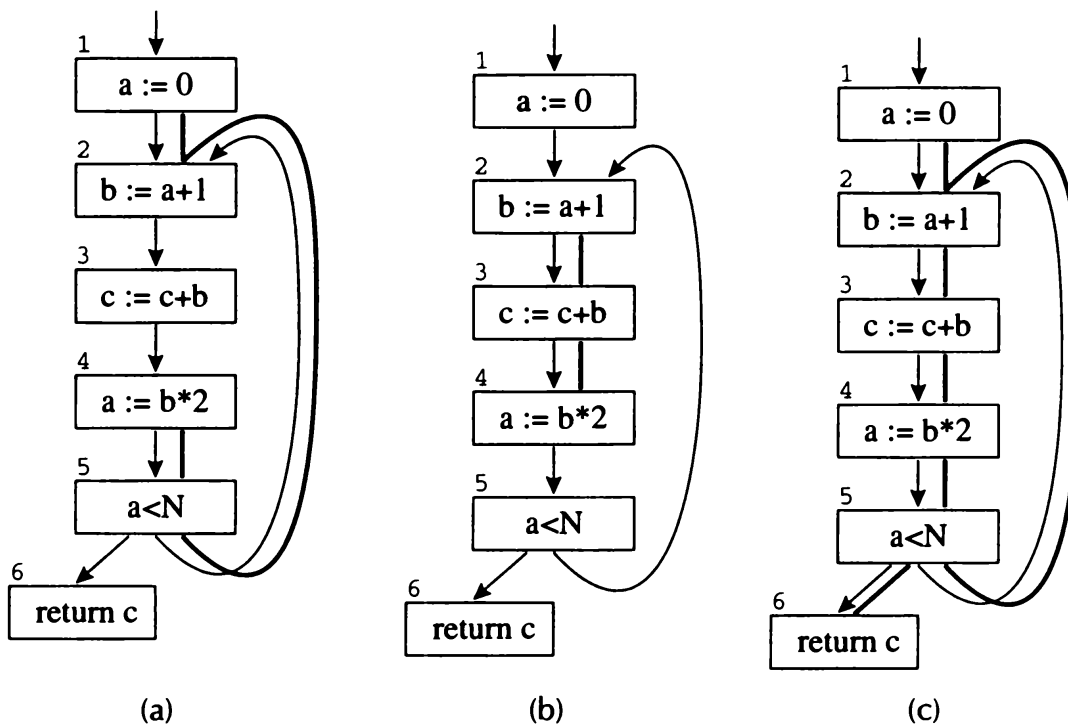 1
a := 0
2
b := a+1
3
c := c+b
4
a := b*2
5
a<N
6
return c
(a)
1
a := 0
2
b := a+1
3
c := c+b
4
a := b*2
5
a<N
6
return c
(b)
1
a := 0
2
b := a+1
3
c := c+b
4
a := b*2
5
a<N
6
return c
(c)